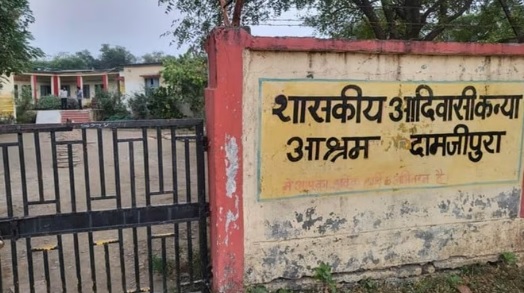 शासकीय आदिवासी कन्या
आश्रम दामजीपुरा